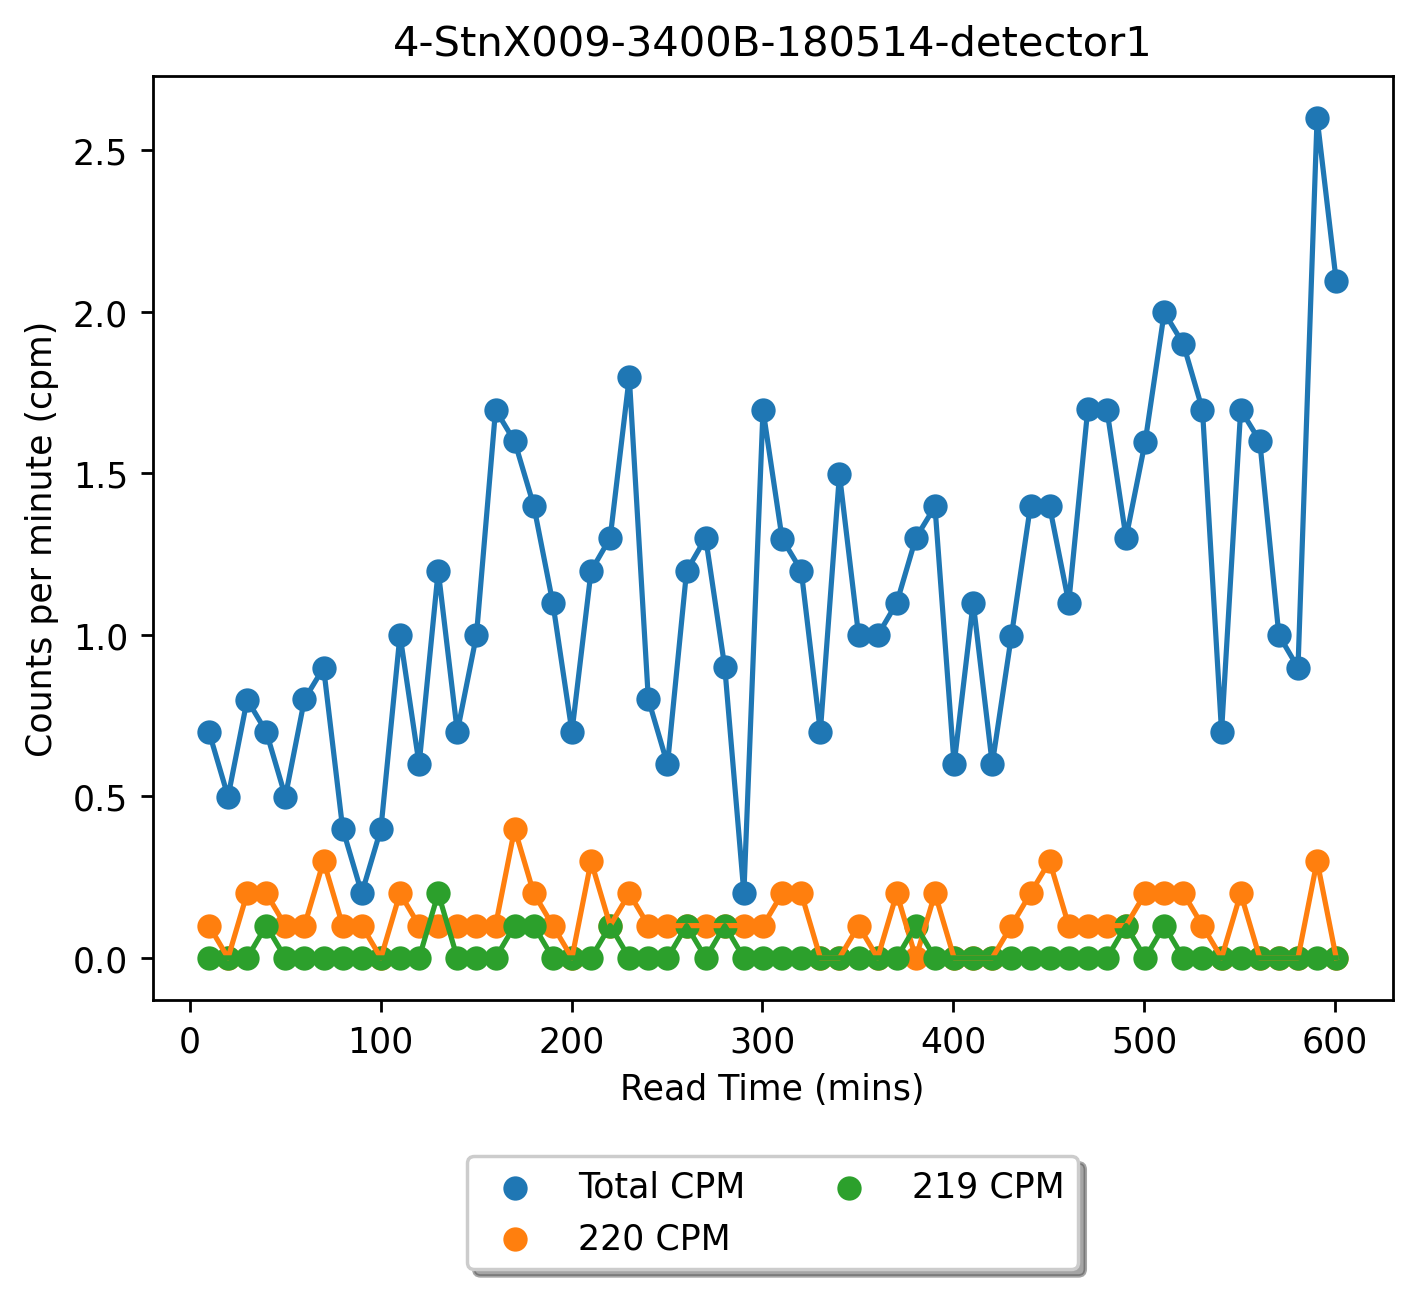 4-StnX009-3400B-180514-detector1
Counts per minute (cpm)
2.5
2.0
1.5
1.0
0.5
0.0
0 100 200 300 400 500 600
Read Time (mins)
Total CPM 219 CPM
220 CPM